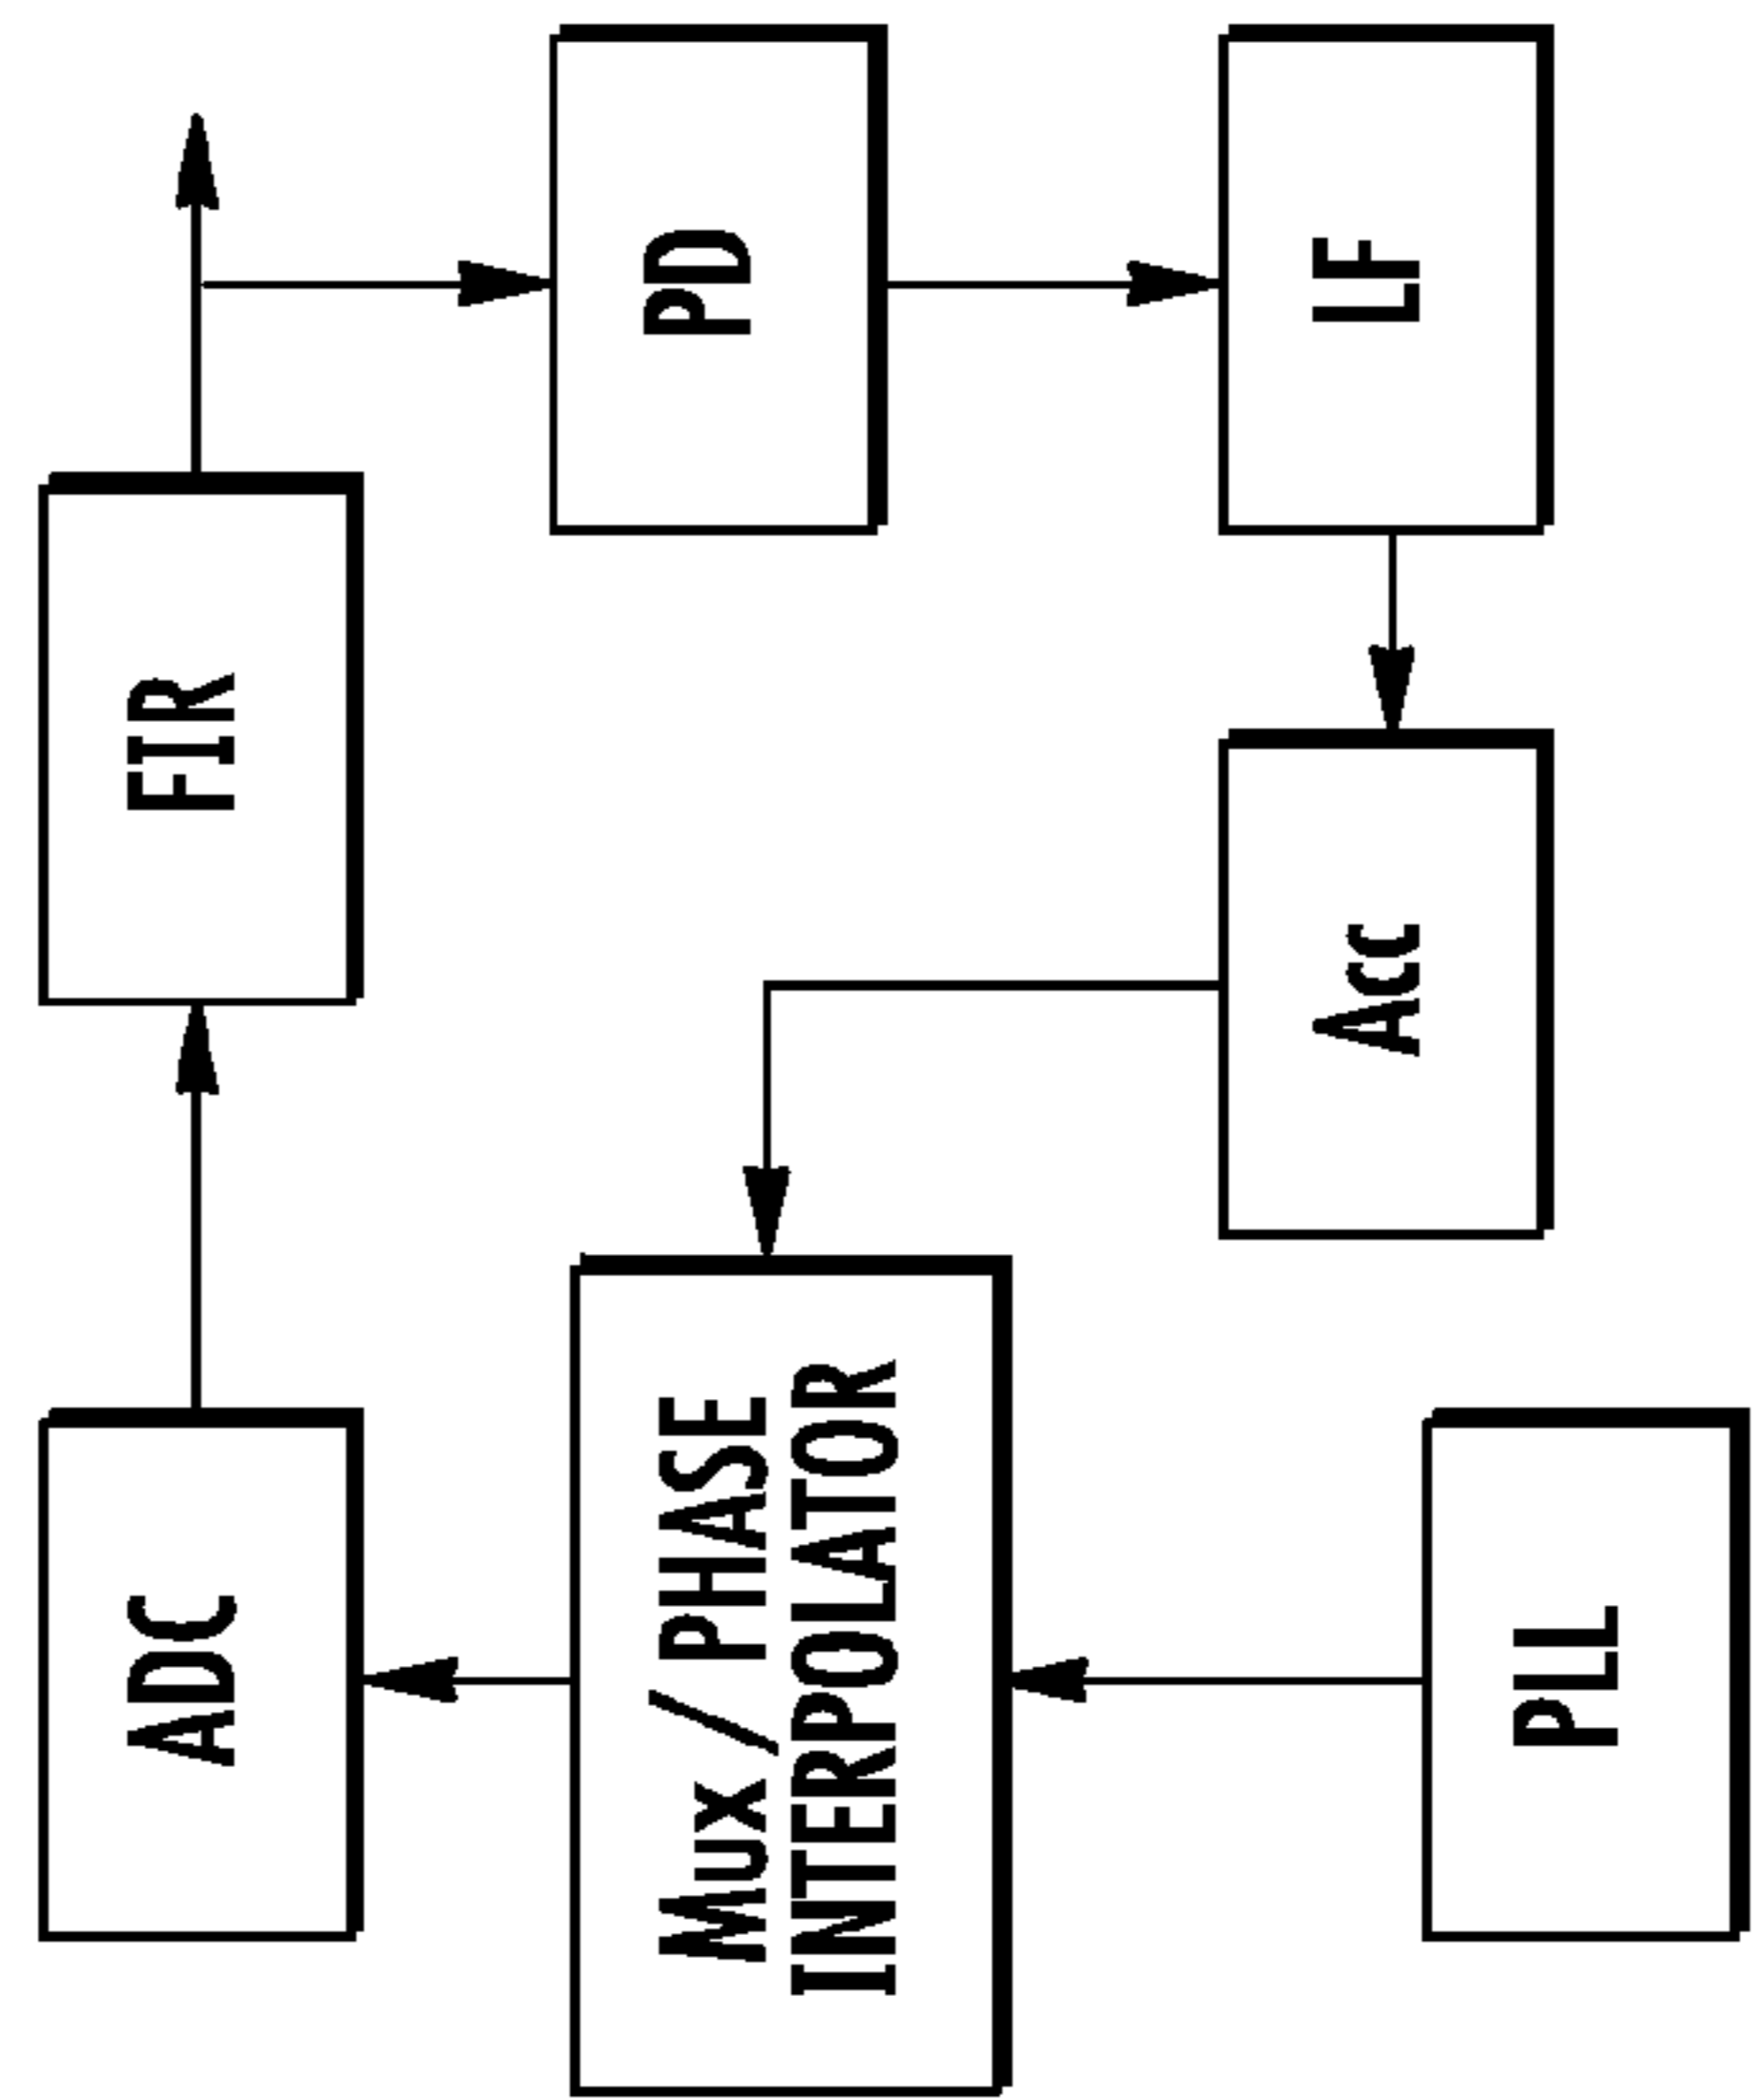 ADC
FIR
Mux / PHASE
INTERPOLATOR
PD
Acc
LF
PLL